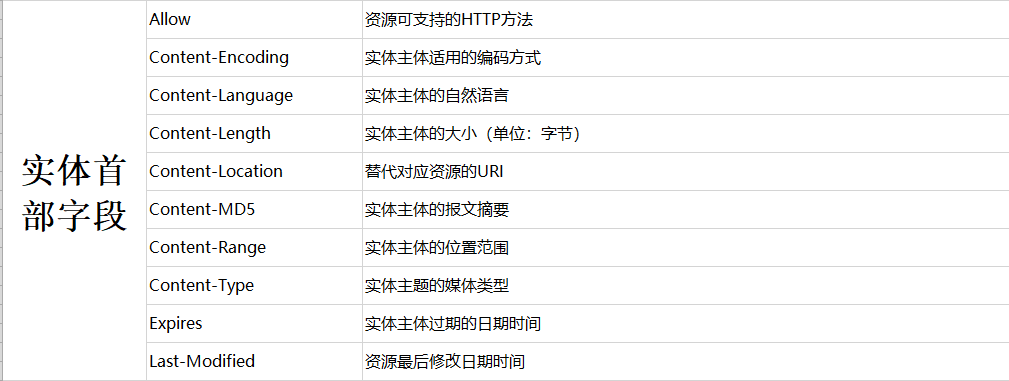 实体首
部字段
Allow 资源可支持的HTTP方法
Content-Encoding 实体主体适用的编码方式
Content-Language 实体主体的自然语言
Content-Length 实体主体的大小（单位：字节）
Content-Location 替代对应资源的URI
Content-MD5 实体主体的报文摘要
Content-Range 实体主体的位置范围
Content-Type 实体主题的媒体类型
Expires 实体主体过期的日期时间
Last-Modified 资源最后修改日期时间